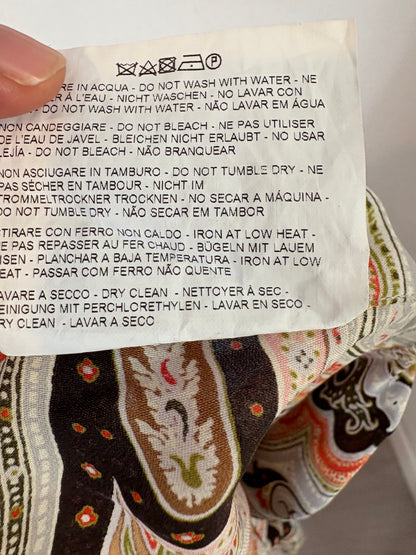 RE IN ACQUA - DO NOT WASH WITH WATER - NE
ER À L'EAU - NICHT WASCHEN - NO LAVAR CON
DO NOT WASH WITH WATER - NÃO LAVAR EM ÁGUA
NON CANDEGGIARE - DO NOT BLEACH - NE PAS UTILISER
DE L'EAU DE JAVEL - BLEICHEN NICHT ERLAUBT - NO USAR
LEJÍA - DO NOT BLEACH - NÃO BRANQUEAR
NON ASCIUGARE IN TAMBURO - DO NOT TUMBLE DRY - NE
PAS SÉCHER EN TAMBOUR - NICHT IM
TROMMELTROCKNER TROCKNEN - NO SECAR A MÁQUINA -
DO NOT TUMBLE DRY - NÃO SECAR EM TAMBOR
STIRARE CON FERRO NON CALDO - IRON AT LOW HEAT -
NE PAS REPASSER AU FER CHAUD - BÜGELN MIT LAUEM
EISEN - PLANCHAR A BAJA TEMPERATURA - IRON AT LOW
HEAT - PASSAR COM FERRO NÃO QUENTE
LAVARE A SECCO - DRY CLEAN - NETTOYER À SEC -
REINIGUNG MIT PERCHLORETHYLEN - LAVAR EN SECO -
DRY CLEAN - LAVAR A SECO